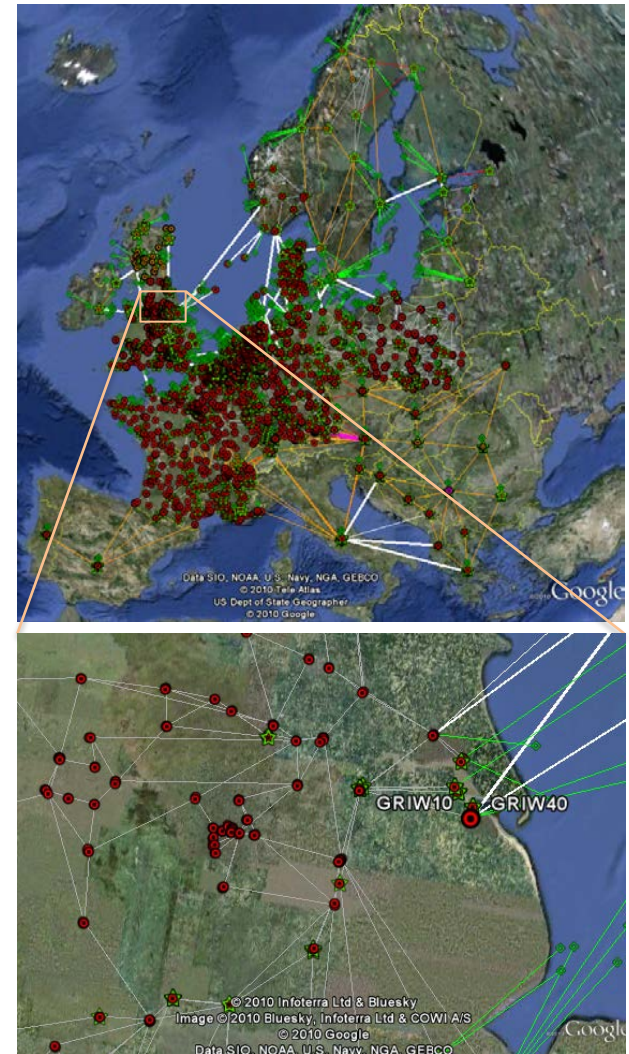 Data SIO, NOAA, U.S. Navy, NGA, GEBCO
© 2010 Tele Atlas
US Dept of State Geographer
© 2010 Google
©2010 Google
GRIW10 GRIW40
© 2010 Infoterra Ltd & Bluesky
Image © 2010 Bluesky, Infoterra Ltd & COWI A/S
© 2010 Google
Data SIO, NOAA, U.S. Navy, NGA, GEBCO
Google